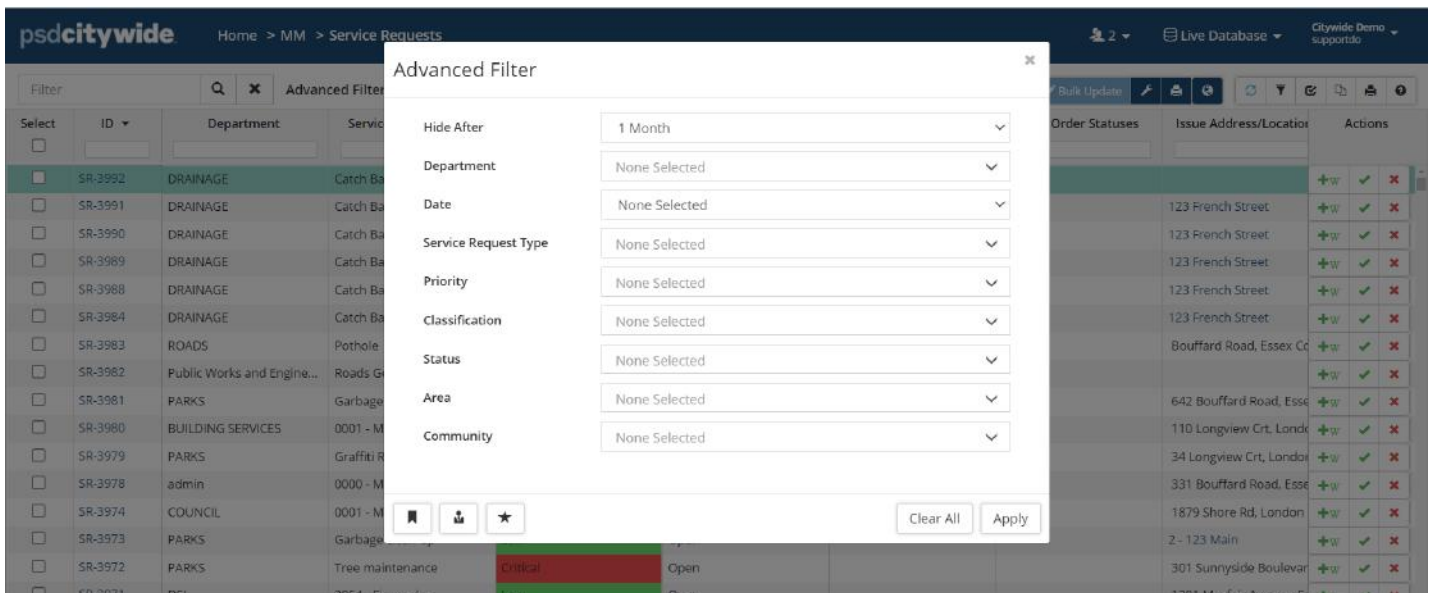 psdcitywide Home > MM > Service Requests 2 Live Database Citywide Demo
supportdo
Advanced Filter
Filter Advanced Filter Bulk Update
Select ID Department Servic Order Statuses Issue Address/Location Actions
Hide After 1 Month
Department None Selected
Date None Selected
Service Request Type None Selected
Priority None Selected
Classification None Selected
Status None Selected
Area None Selected
Community None Selected
Clear All Apply
SR-3992 DRAINAGE Catch Ba +w
SR-3991 DRAINAGE Catch Ba 123 French Street +w
SR-3990 DRAINAGE Catch Ba 123 French Street +w
SR-3989 DRAINAGE Catch Ba 123 French Street +w
SR-3988 DRAINAGE Catch Ba 123 French Street +w
SR-3984 DRAINAGE Catch Ba 123 French Street +w
SR-3983 ROADS Pothole Bouffard Road, Essex Co +w
SR-3982 Public Works and Engine... Roads G +w
SR-3981 PARKS Garbage 642 Bouffard Road, Esse +w
SR-3980 BUILDING SERVICES 0001 - M 110 Longview Crt, Londo +w
SR-3979 PARKS Graffiti R 34 Longview Crt, London +w
SR-3978 admin 0000 - M 331 Bouffard Road, Esse +w
SR-3974 COUNCIL 0001 - M 1879 Shore Rd, London +w
SR-3973 PARKS Garbage 2 - 123 Main +w
SR-3972 PARKS Tree maintenance Critical Open 301 Sunnyside Boulevar +w